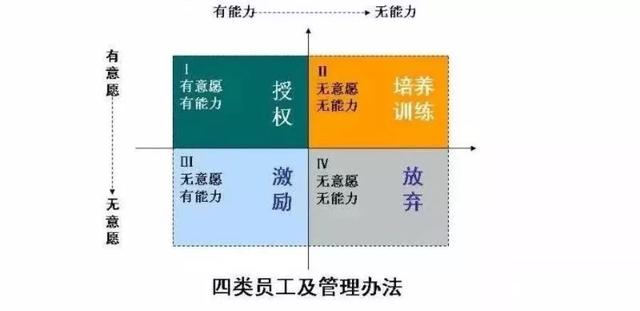 有能力 无能力
有意愿
无意愿
I
有意愿
有能力
授权
II
无意愿
无能力
培养
训练
III
无意愿
有能力
激励
IV
无意愿
无能力
放弃
四类员工及管理办法